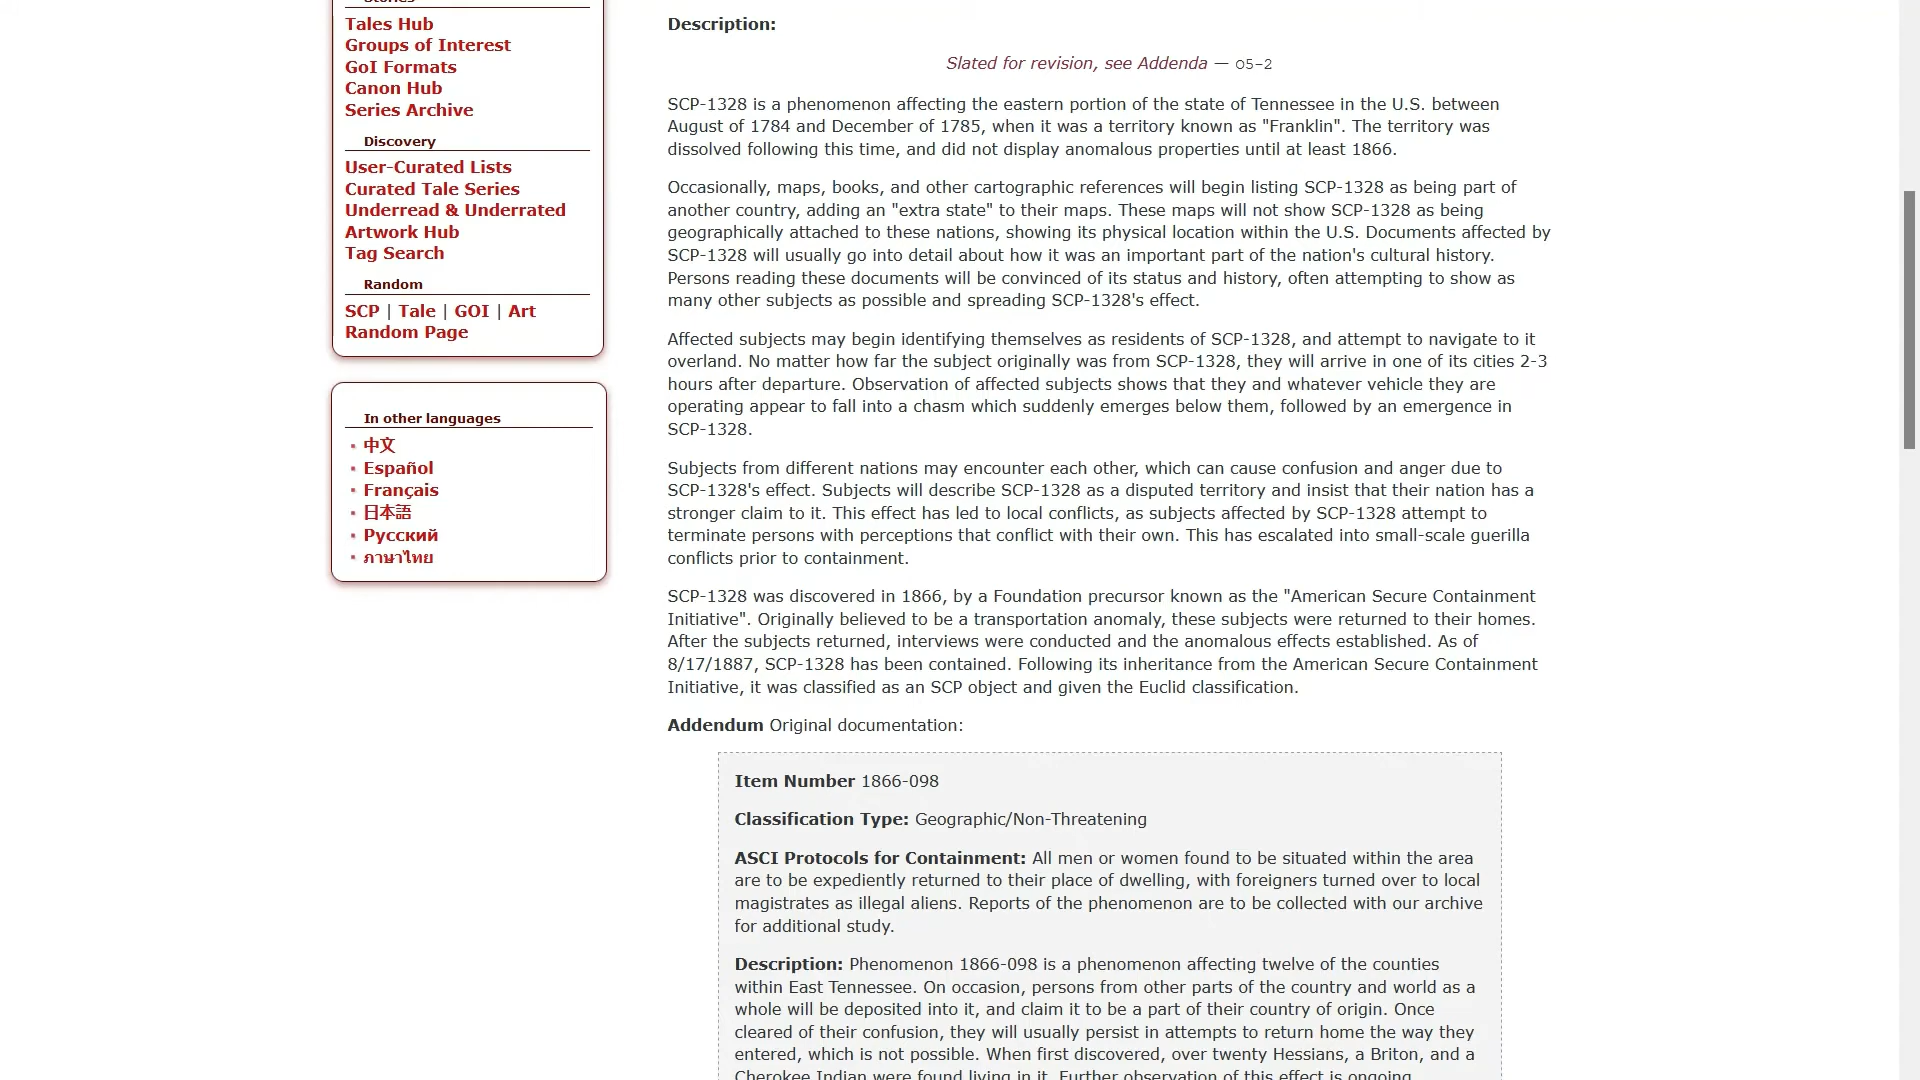 Stories
Tales Hub
Groups of Interest
GoI Formats
Canon Hub
Series Archive
Discovery
User-Curated Lists
Curated Tale Series
Underread & Underrated
Artwork Hub
Tag Search
Random
SCP | Tale | GOI | Art
Random Page
In other languages
中文
Español
Français
日本語
Русский
ภาษาไทย
Description:
Slated for revision, see Addenda — O5-2
SCP-1328 is a phenomenon affecting the eastern portion of the state of Tennessee in the U.S. between
August of 1784 and December of 1785, when it was a territory known as "Franklin". The territory was
dissolved following this time, and did not display anomalous properties until at least 1866.
Occasionally, maps, books, and other cartographic references will begin listing SCP-1328 as being part of
another country, adding an "extra state" to their maps. These maps will not show SCP-1328 as being
geographically attached to these nations, showing its physical location within the U.S. Documents affected by
SCP-1328 will usually go into detail about how it was an important part of the nation's cultural history.
Persons reading these documents will be convinced of its status and history, often attempting to show as
many other subjects as possible and spreading SCP-1328's effect.
Affected subjects may begin identifying themselves as residents of SCP-1328, and attempt to navigate to it
overland. No matter how far the subject originally was from SCP-1328, they will arrive in one of its cities 2-3
hours after departure. Observation of affected subjects shows that they and whatever vehicle they are
operating appear to fall into a chasm which suddenly emerges below them, followed by an emergence in
SCP-1328.
Subjects from different nations may encounter each other, which can cause confusion and anger due to
SCP-1328's effect. Subjects will describe SCP-1328 as a disputed territory and insist that their nation has a
stronger claim to it. This effect has led to local conflicts, as subjects affected by SCP-1328 attempt to
terminate persons with perceptions that conflict with their own. This has escalated into small-scale guerilla
conflicts prior to containment.
SCP-1328 was discovered in 1866, by a Foundation precursor known as the "American Secure Containment
Initiative". Originally believed to be a transportation anomaly, these subjects were returned to their homes.
After the subjects returned, interviews were conducted and the anomalous effects established. As of
8/17/1887, SCP-1328 has been contained. Following its inheritance from the American Secure Containment
Initiative, it was classified as an SCP object and given the Euclid classification.
Addendum Original documentation:
Item Number 1866-098
Classification Type: Geographic/Non-Threatening
ASCI Protocols for Containment: All men or women found to be situated within the area
are to be expediently returned to their place of dwelling, with foreigners turned over to local
magistrates as illegal aliens. Reports of the phenomenon are to be collected with our archive
for additional study.
Description: Phenomenon 1866-098 is a phenomenon affecting twelve of the counties
within East Tennessee. On occasion, persons from other parts of the country and world as a
whole will be deposited into it, and claim it to be a part of their country of origin. Once
cleared of their confusion, they will usually persist in attempts to return home the way they
entered, which is not possible. When first discovered, over twenty Hessians, a Briton, and a
Cherokee Indian were found living in it. Further observation of this effect is ongoing.